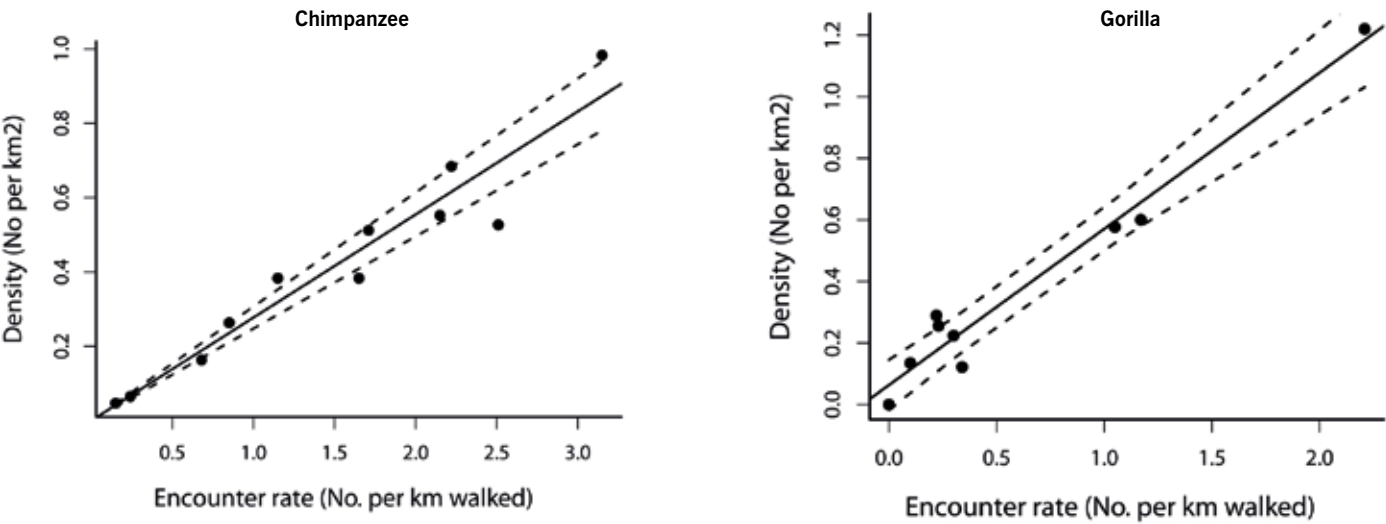 Chimpanzee
Density (No per km2)
1.0
0.8
0.6
0.4
0.2
0.5 1.0 1.5 2.0 2.5 3.0
Encounter rate (No. per km walked)
Gorilla
Density (No per km2)
1.2
1.0
0.8
0.6
0.4
0.2
0.0
0.0 0.5 1.0 1.5 2.0
Encounter rate (No. per km walked)